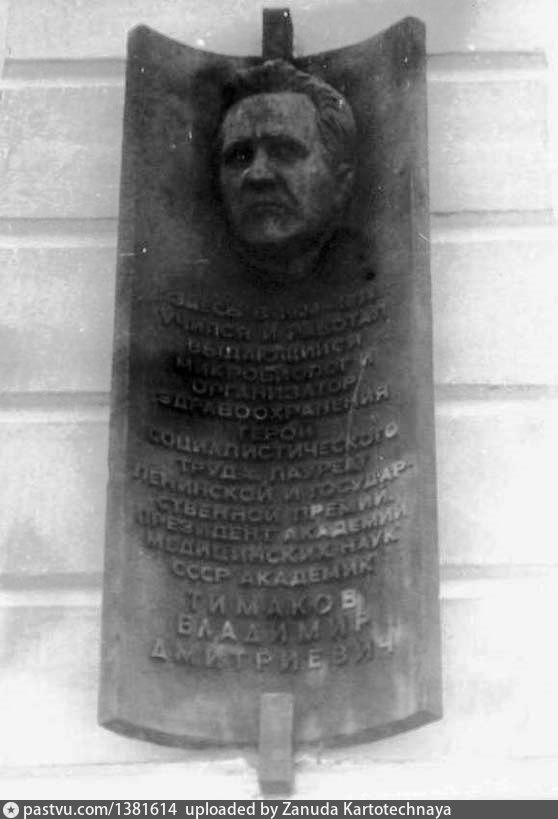 ЗДЕСЬ В
УЧИЛСЯ И РАБОТАЛ
ВЫДАЮЩИЙСЯ
МИКРОБИОЛОГ И
ОРГАНИЗАТОР
ЗДРАВООХРАНЕНИЯ
ГЕРОЙ
СОЦИАЛИСТИЧЕСКОГО
ТРУДА, ЛАУРЕАТ
ЛЕНИНСКОЙ И ГОСУДАР-
СТВЕННОЙ ПРЕМИЙ,
ПРЕЗИДЕНТ АКАДЕМИИ
МЕДИЦИНСКИХ НАУК
СССР АКАДЕМИК
ТИМАКОВ
ВЛАДИМИР
ДМИТРИЕВИЧ
pastvu.com/1381614 uploaded by Zanuda Kartotechnaya